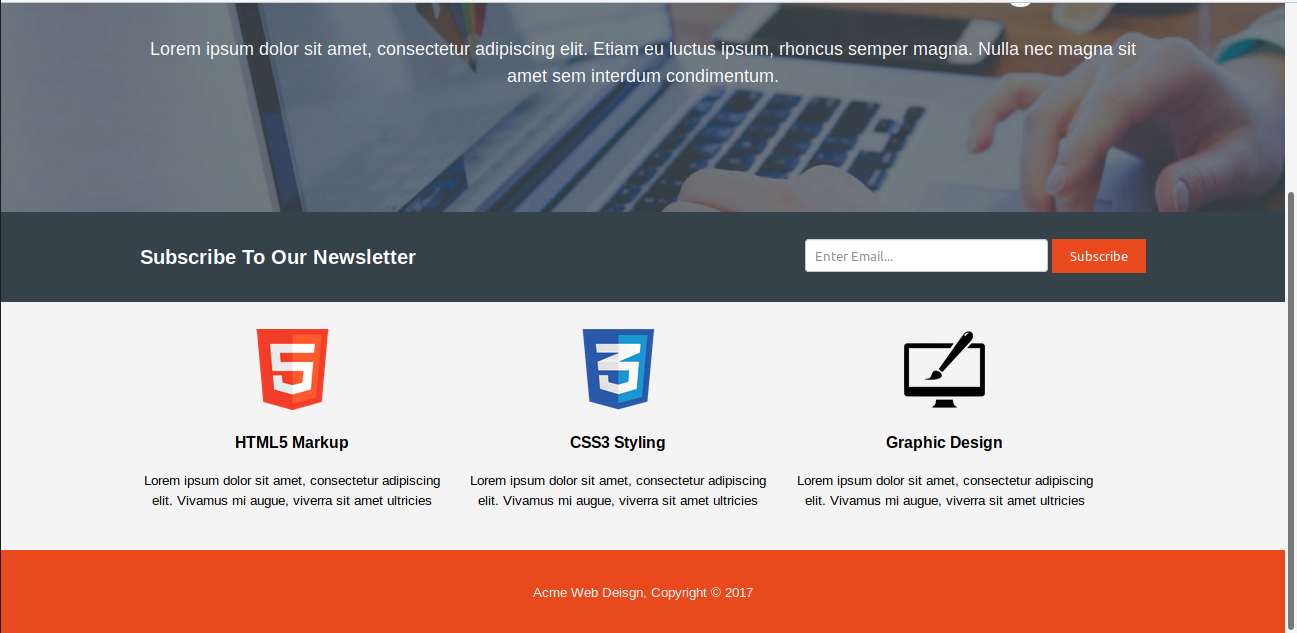 Lorem ipsum dolor sit amet, consectetur adipiscing elit. Etiam eu luctus ipsum, rhoncus semper magna. Nulla nec magna sit
amet sem interdum condimentum.
Subscribe To Our Newsletter
Enter Email...
Subscribe
HTML5 Markup
CSS3 Styling
Graphic Design
Lorem ipsum dolor sit amet, consectetur adipiscing
elit. Vivamus mi augue, viverra sit amet ultricies
Lorem ipsum dolor sit amet, consectetur adipiscing
elit. Vivamus mi augue, viverra sit amet ultricies
Lorem ipsum dolor sit amet, consectetur adipiscing
elit. Vivamus mi augue, viverra sit amet ultricies
Acme Web Deisgn, Copyright © 2017